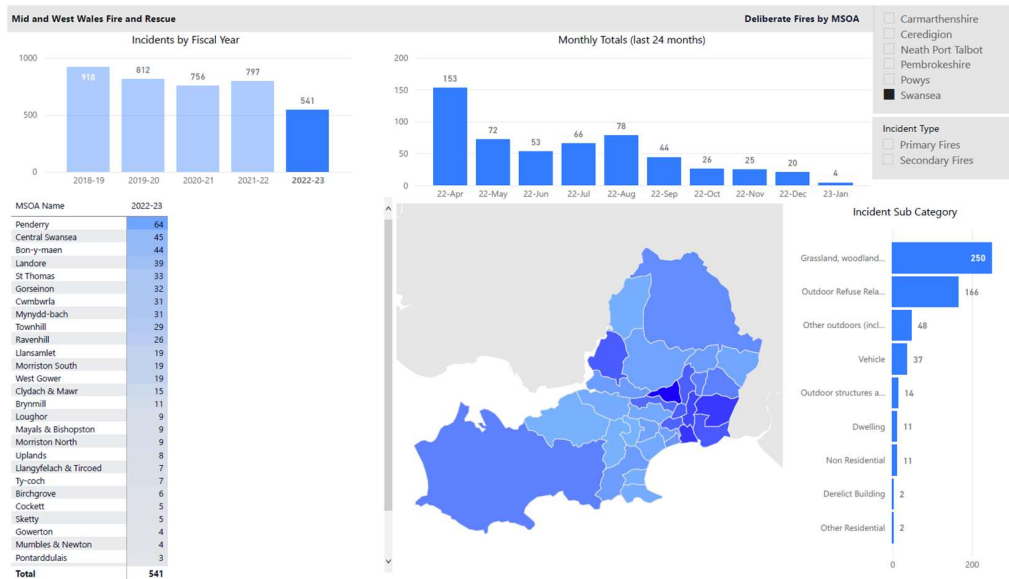 Mid and West Wales Fire and Rescue
Deliberate Fires by MSOA
Carmarthenshire
Ceredigion
Neath Port Talbot
Pembrokeshire
Powys
Swansea
Incident Type
Primary Fires
Secondary Fires
Incidents by Fiscal Year
1000
500
0
918
812
756
797
541
2018-19
2019-20
2020-21
2021-22
2022-23
Monthly Totals (last 24 months)
200
150
100
50
0
153
72
53
66
78
44
26
25
20
4
22-Apr
22-May
22-Jun
22-Jul
22-Aug
22-Sep
22-Oct
22-Nov
22-Dec
23-Jan
MSOA Name 2022-23
Penderry 64
Central Swansea 45
Bon-y-maen 44
Landore 39
St Thomas 33
Gorseinon 32
Cwmbwrla 31
Mynydd-bach 31
Townhill 29
Ravenhill 26
Llansamlet 19
Morriston South 19
West Gower 19
Clydach & Mawr 15
Brynmill 11
Loughor 9
Mayals & Bishopston 9
Morriston North 9
Uplands 8
Llangyfelach & Tircoed 7
Ty-coch 7
Birchgrove 6
Cockett 5
Sketty 5
Gowerton 4
Mumbles & Newton 4
Pontarddulais 3
Total 541
Incident Sub Category
Grassland, woodland... 250
Outdoor Refuse Rela... 166
Other outdoors (incl... 48
Vehicle 37
Outdoor structures a... 14
Dwelling 11
Non Residential 11
Derelict Building 2
Other Residential 2
0
200